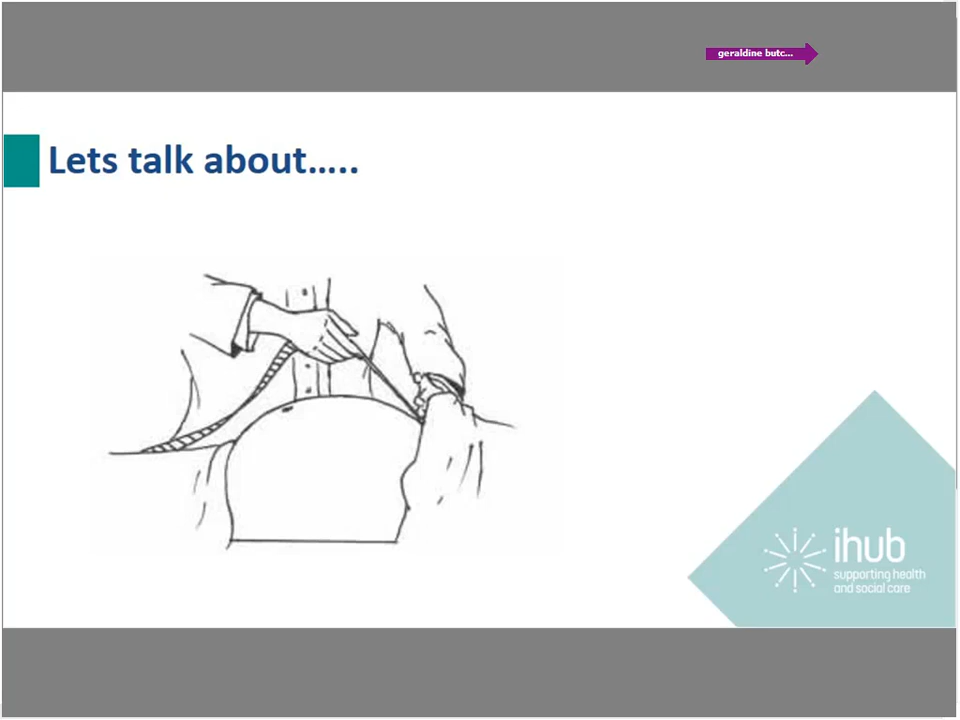 geraldine butc...
Lets talk about…..
ihub
supporting health
and social care